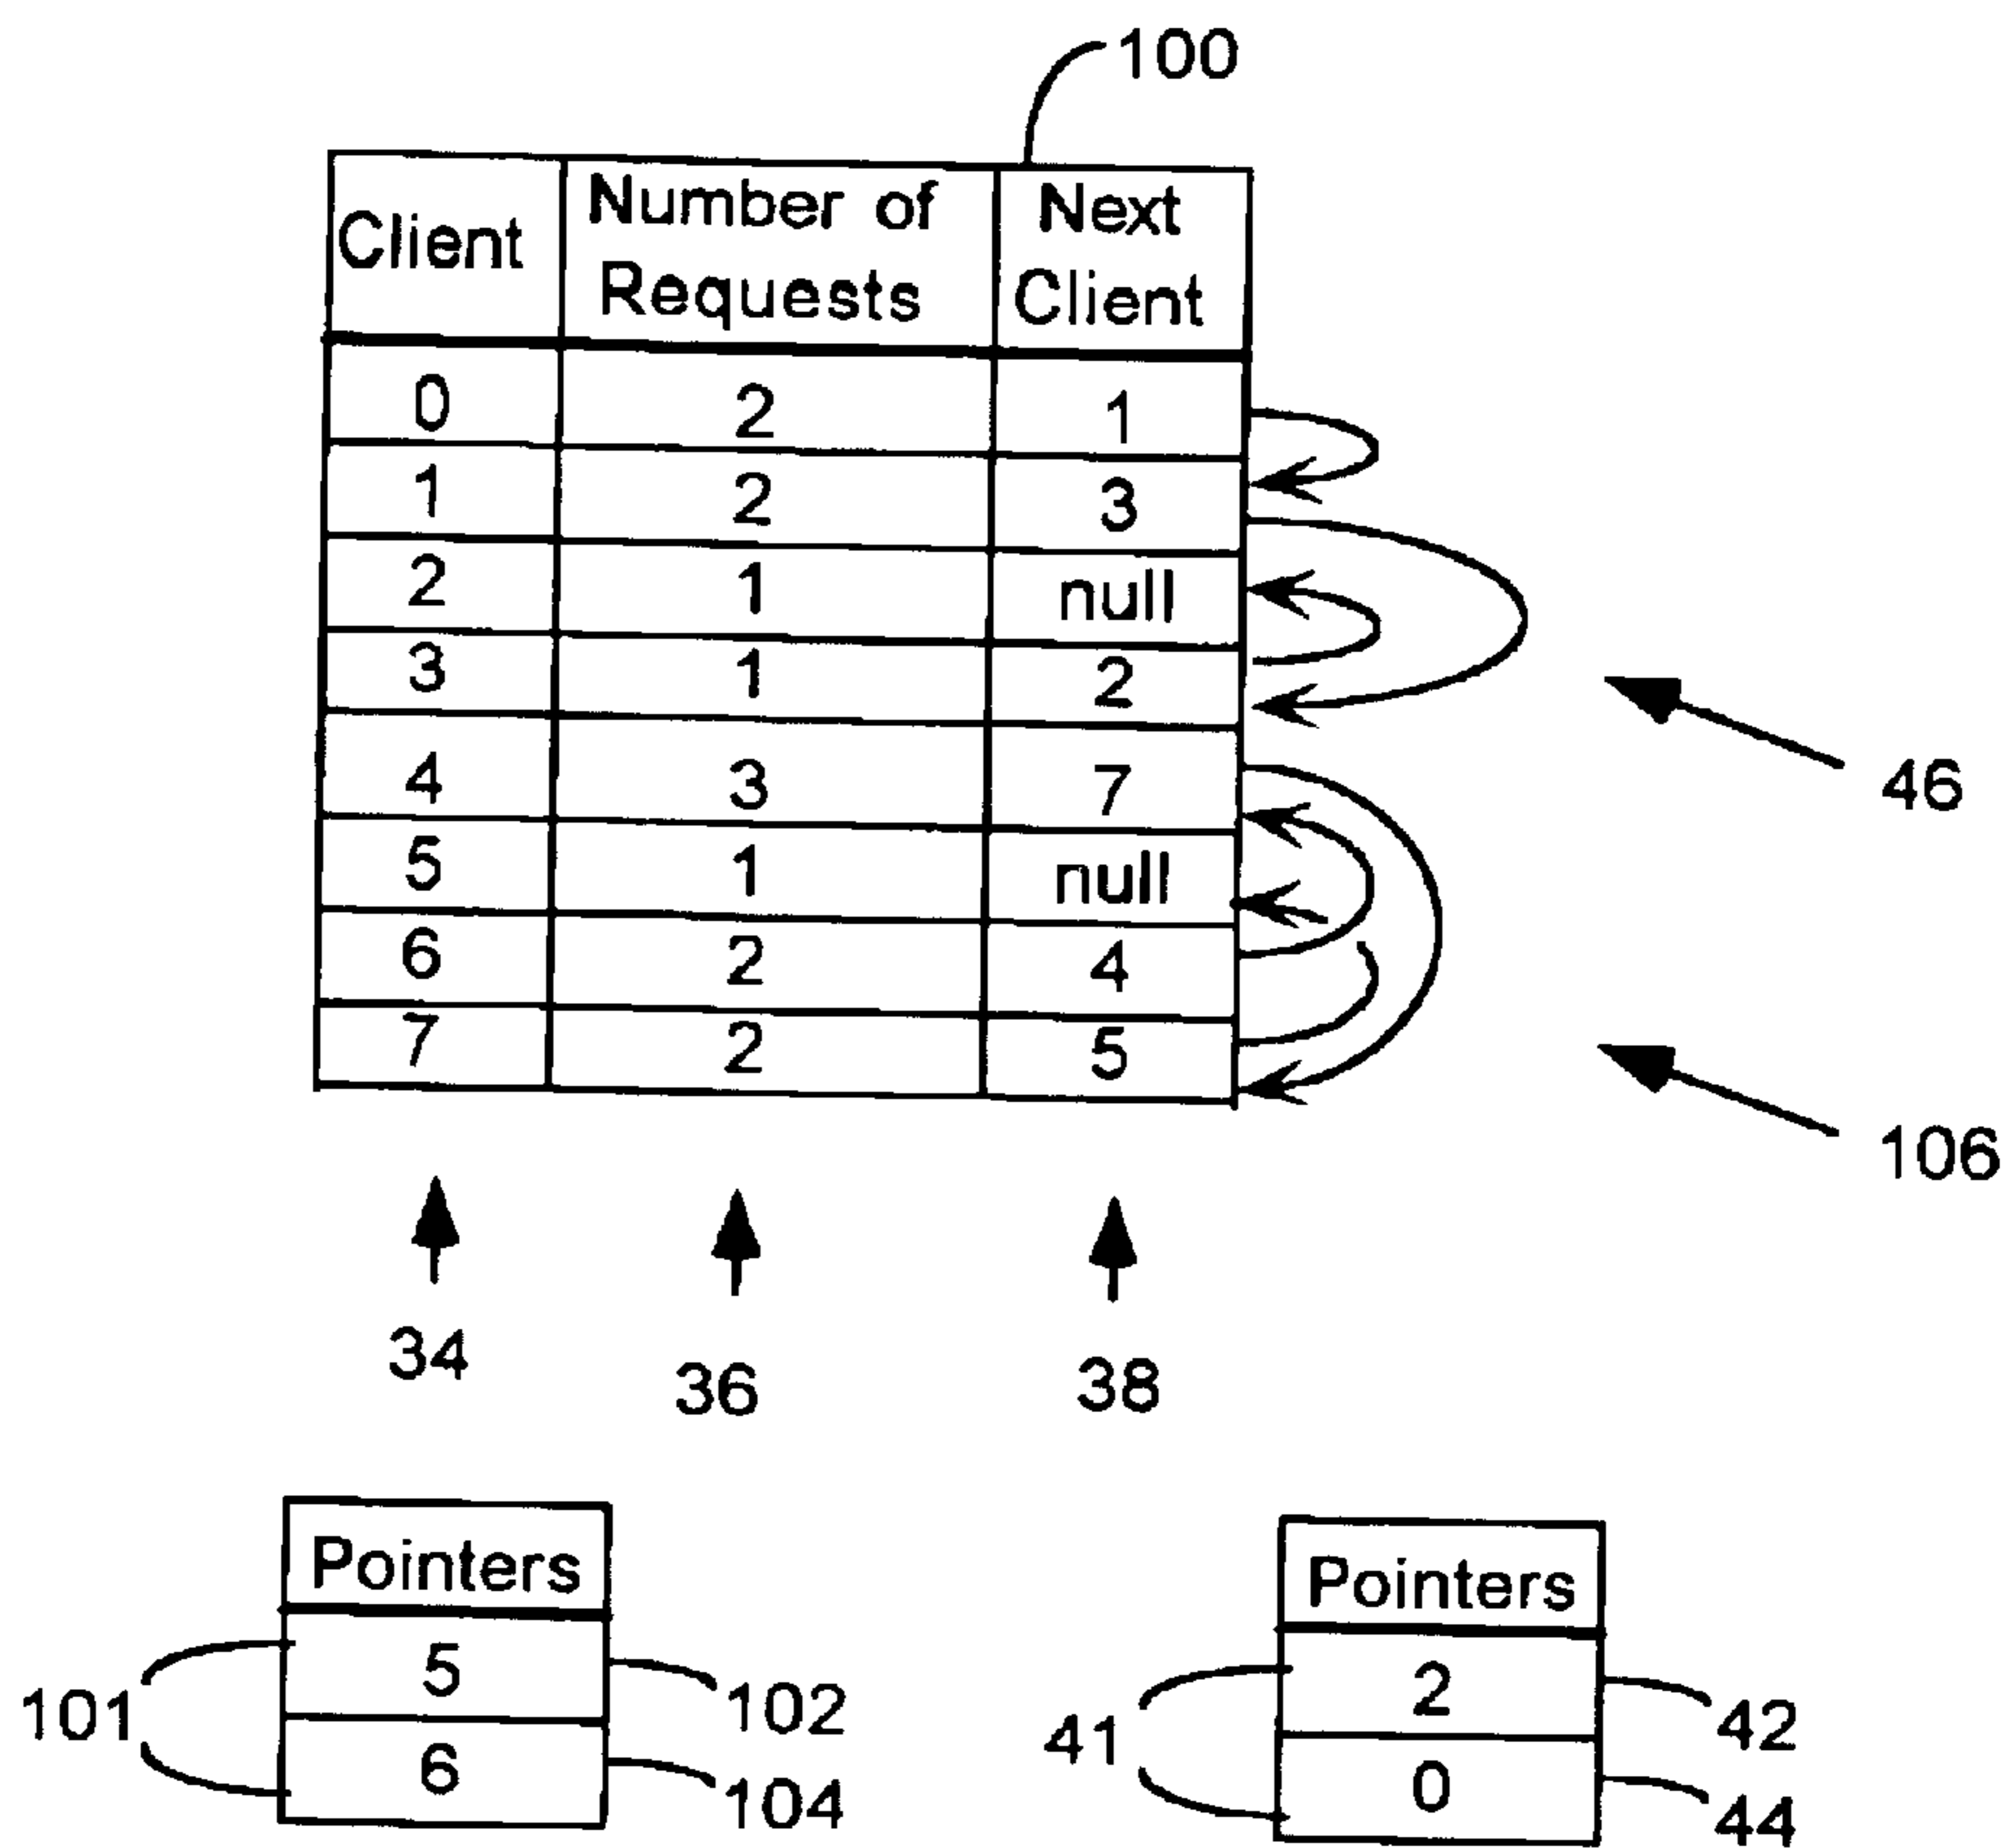 100
Client Number of Requests Next Client
0 2 1
1 2 3
2 1 null
3 1 2
4 3 7
5 1 null
6 2 4
7 2 5
46
106
34 36 38
Pointers
5
6
101
102
104
Pointers
2
0
41
42
44